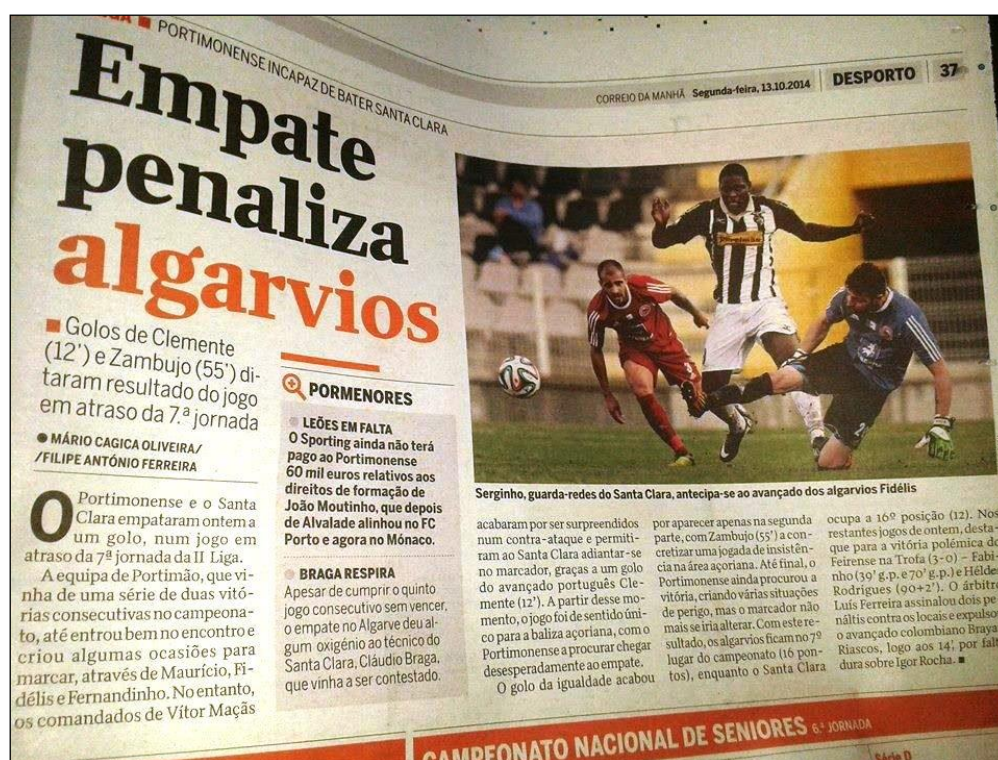 PORTIMONENSE INCAPAZ DE BATER SANTA CLARA
CORREIO DA MANHÃ Segunda-feira, 13.10.2014 DESPORTO 37
Empate
penaliza
algarvios
Golos de Clemente
(12’) e Zambujo (55’) di-
taram resultado do jogo
em atraso da 7.ª jornada
MÁRIO CAGICA OLIVEIRA/
/FILIPE ANTÓNIO FERREIRA
O Portimonense e o Santa
Clara empataram ontem a
um golo, num jogo em
atraso da 7ª jornada da II Liga.
A equipa de Portimão, que vi-
nha de uma série de duas vitó-
rias consecutivas no campeona-
to, até entrou bem no encontro e
criou algumas ocasiões para
marcar, através de Maurício, Fi-
délis e Fernandinho. No entanto,
os comandados de Vítor Maçãs
PORMENORES
LEÕES EM FALTA
O Sporting ainda não terá
pago ao Portimonense
60 mil euros relativos aos
direitos de formação de
João Moutinho, que depois
de Alvalade alinhou no FC
Porto e agora no Mónaco.
BRAGA RESPIRA
Apesar de cumprir o quinto
jogo consecutivo sem vencer,
o empate no Algarve deu al-
gum oxigénio ao técnico do
Santa Clara, Cláudio Braga,
que vinha a ser contestado.
Serginho, guarda-redes do Santa Clara, antecipa-se ao avançado dos algarvios Fidélis
acabaram por ser surpreendidos
num contra-ataque e permiti-
ram ao Santa Clara adiantar-se
no marcador, graças a um golo
do avançado português Cle-
mente (12’). A partir desse mo-
mento, o jogo foi de sentido úni-
co para a baliza açoriana, com o
Portimonense a procurar chegar
desesperadamente ao empate.
O golo da igualdade acabou
por aparecer apenas na segunda
parte, com Zambujo (55’) a con-
cretizar uma jogada de insistên-
cia na área açoriana. Até final, o
Portimonense ainda procurou a
vitória, criando várias situações
de perigo, mas o marcador não
mais se iria alterar. Com este re-
sultado, os algarvios ficam no 7º
lugar do campeonato (16 pon-
tos), enquanto o Santa Clara
ocupa a 16º posição (12). Nos
restantes jogos de ontem, desta-
que para a vitória polémica do
Feirense na Trofa (3-0) – Fabi-
nho (39’ g.p. e 70’ g.p.) e Hélder
Rodrigues (90+2’). O árbitro
Luís Ferreira assinalou dois pe-
náltis contra os locais e expulsou
o avançado colombiano Brayan
Riascos, logo aos 14’, por falta
dura sobre Igor Rocha.
CAMPEONATO NACIONAL DE SENIORES 6.ª JORNADA
Série D